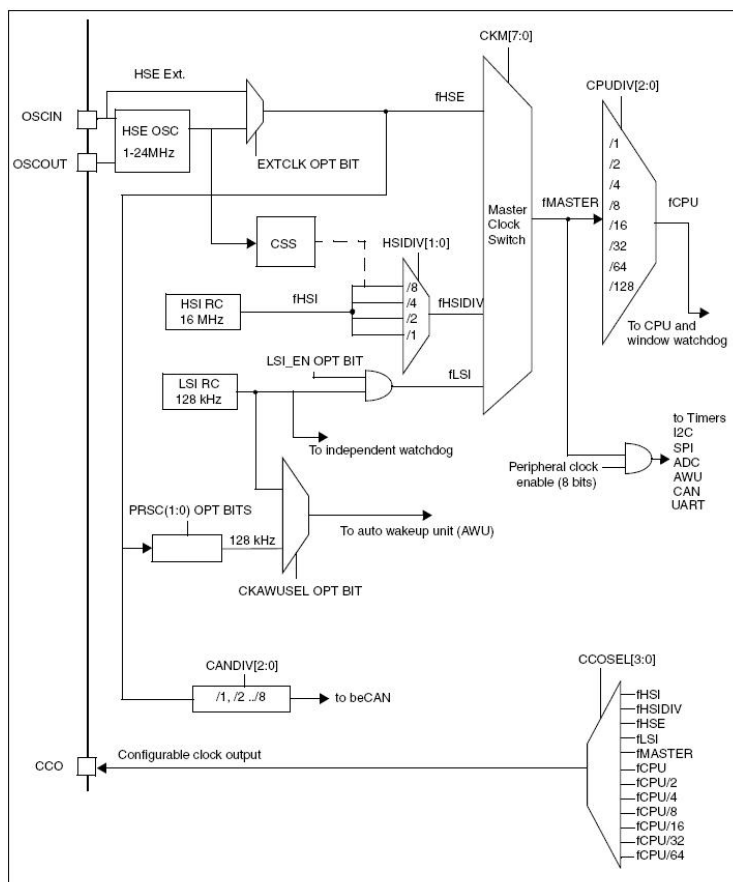 CKM[7:0]
HSE Ext.
CPUDIV[2:0]
OSCIN
fHSE
HSE OSC
1-24MHz
OSCOUT
EXTCLK OPT BIT
/1
/2
/4
/8
/16
/32
/64
/128
fMASTER
fCPU
Master
Clock
Switch
CSS
HSIDIV[1:0]
/8
/4
/2
/1
HSI RC
16 MHz
fHSI
fHSIDIV
To CPU and
window watchdog
LSI_EN OPT BIT
LSI RC
128 kHz
fLSI
To independent watchdog
to Timers
I2C
SPI
ADC
AWU
CAN
UART
Peripheral clock
enable (8 bits)
PRSC(1:0) OPT BITS
128 kHz
To auto wakeup unit (AWU)
CKAWUSEL OPT BIT
CANDIV[2:0]
/1, /2 ../8
to beCAN
CCOSEL[3:0]
fHSI
fHSIDIV
fHSE
fLSI
fMASTER
fCPU
fCPU/2
fCPU/4
fCPU/8
fCPU/16
fCPU/32
fCPU/64
CCO
Configurable clock output